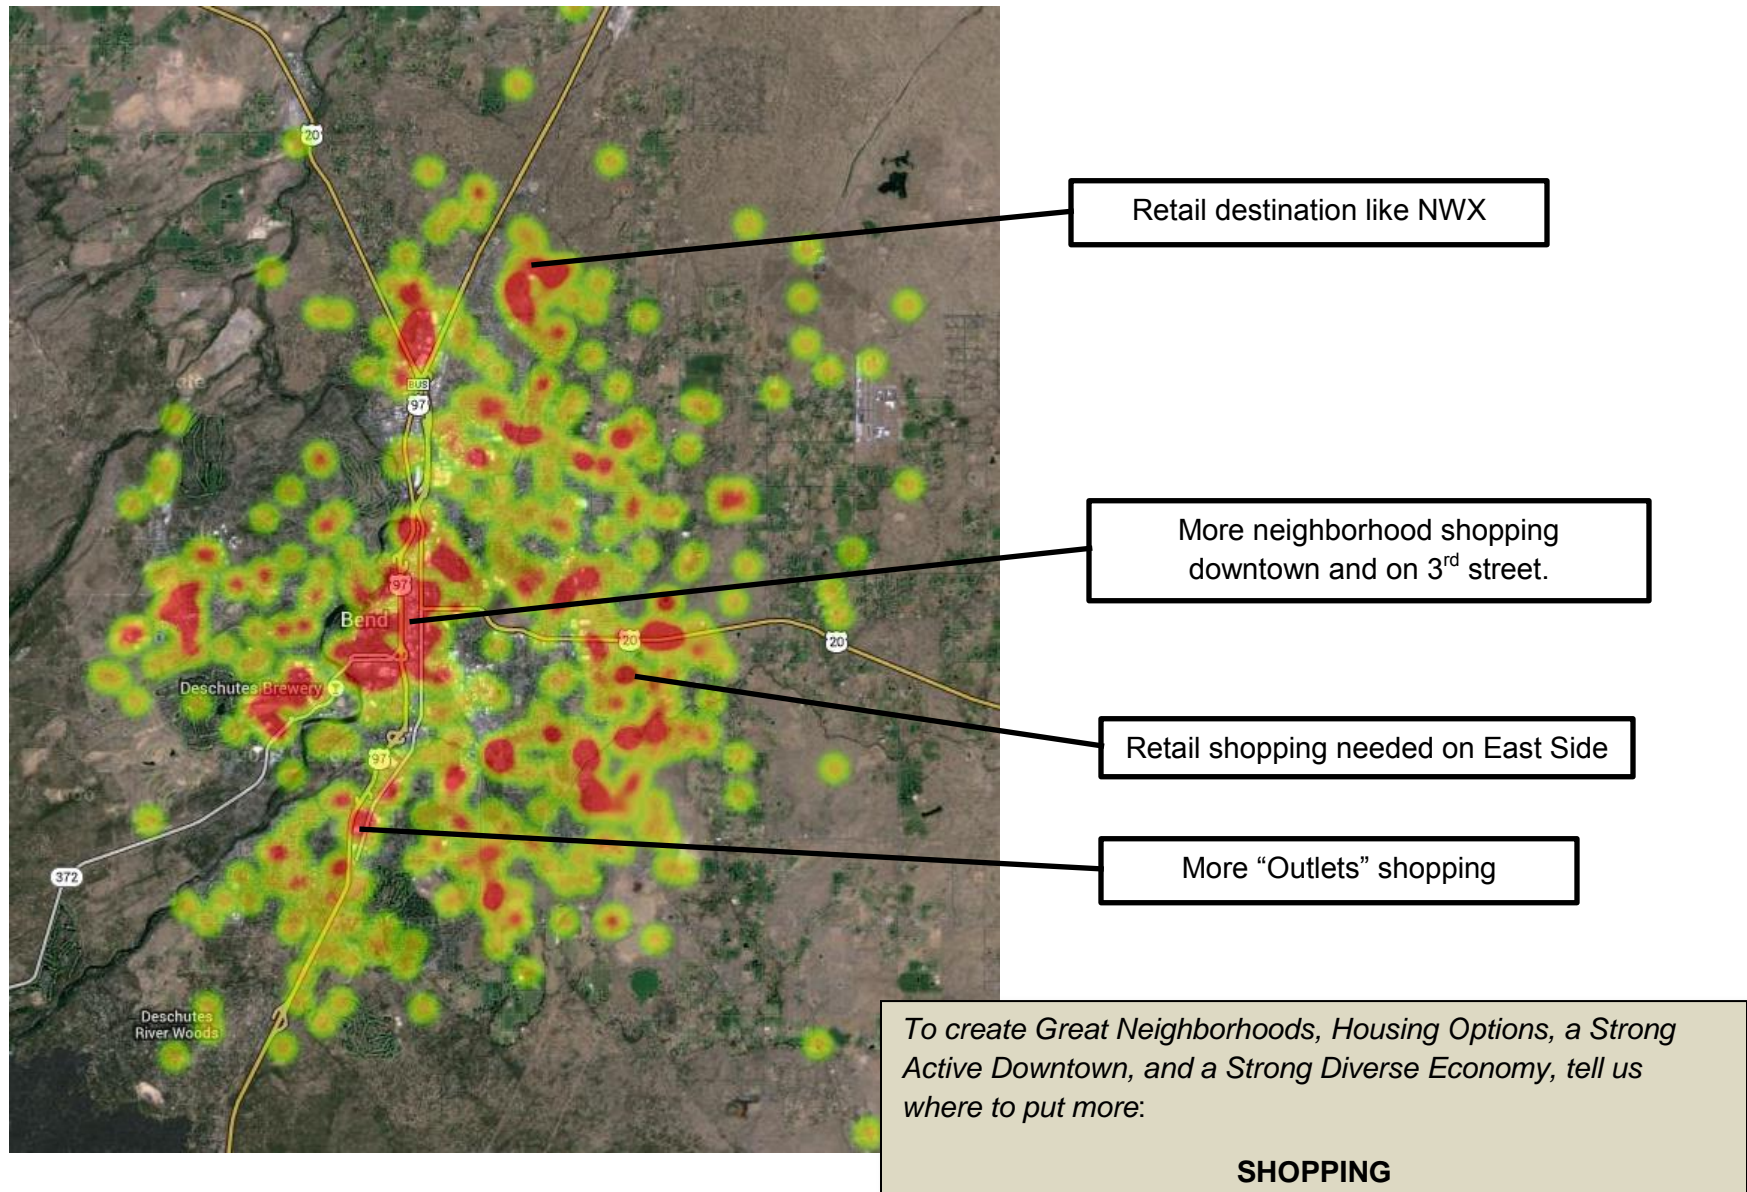 20
Retail destination like NWX
BUS
97
More neighborhood shopping
downtown and on 3rd street.
97
Bend
20
20
Deschutes Brewery
Retail shopping needed on East Side
97
More “Outlets” shopping
372
Deschutes
River Woods
To create Great Neighborhoods, Housing Options, a Strong
Active Downtown, and a Strong Diverse Economy, tell us
where to put more:
SHOPPING